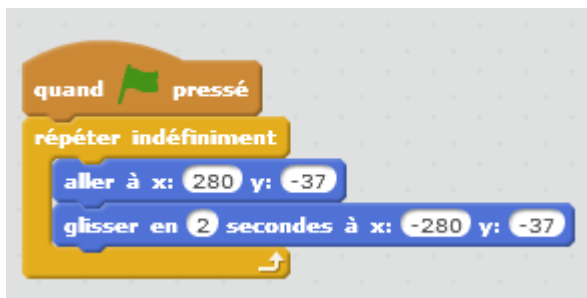 quand pressé
répéter indéfiniment
aller à x: 280 y: -37
glisser en 2 secondes à x: -280 y: -37